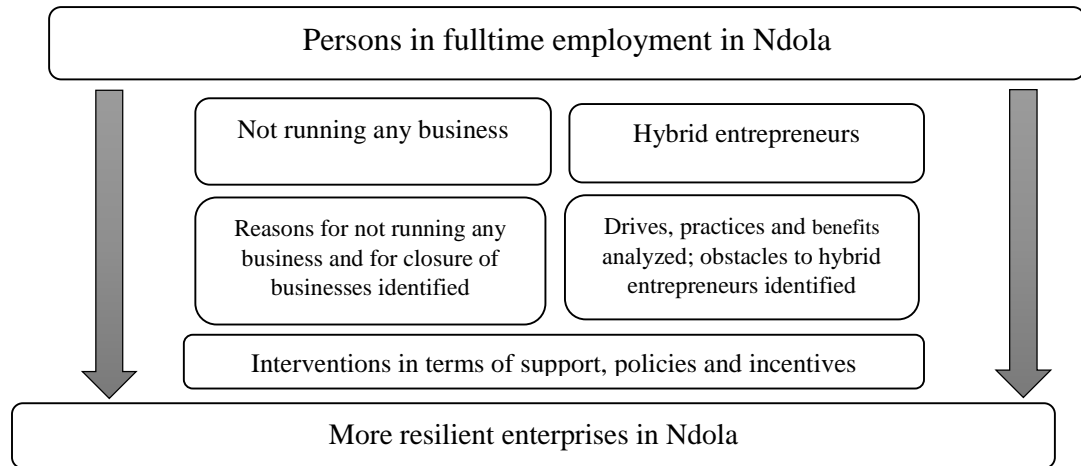 Persons in fulltime employment in Ndola
Not running any business
Hybrid entrepreneurs
Reasons for not running any
business and for closure of
businesses identified
Drives, practices and benefits
analyzed; obstacles to hybrid
entrepreneurs identified
Interventions in terms of support, policies and incentives
More resilient enterprises in Ndola